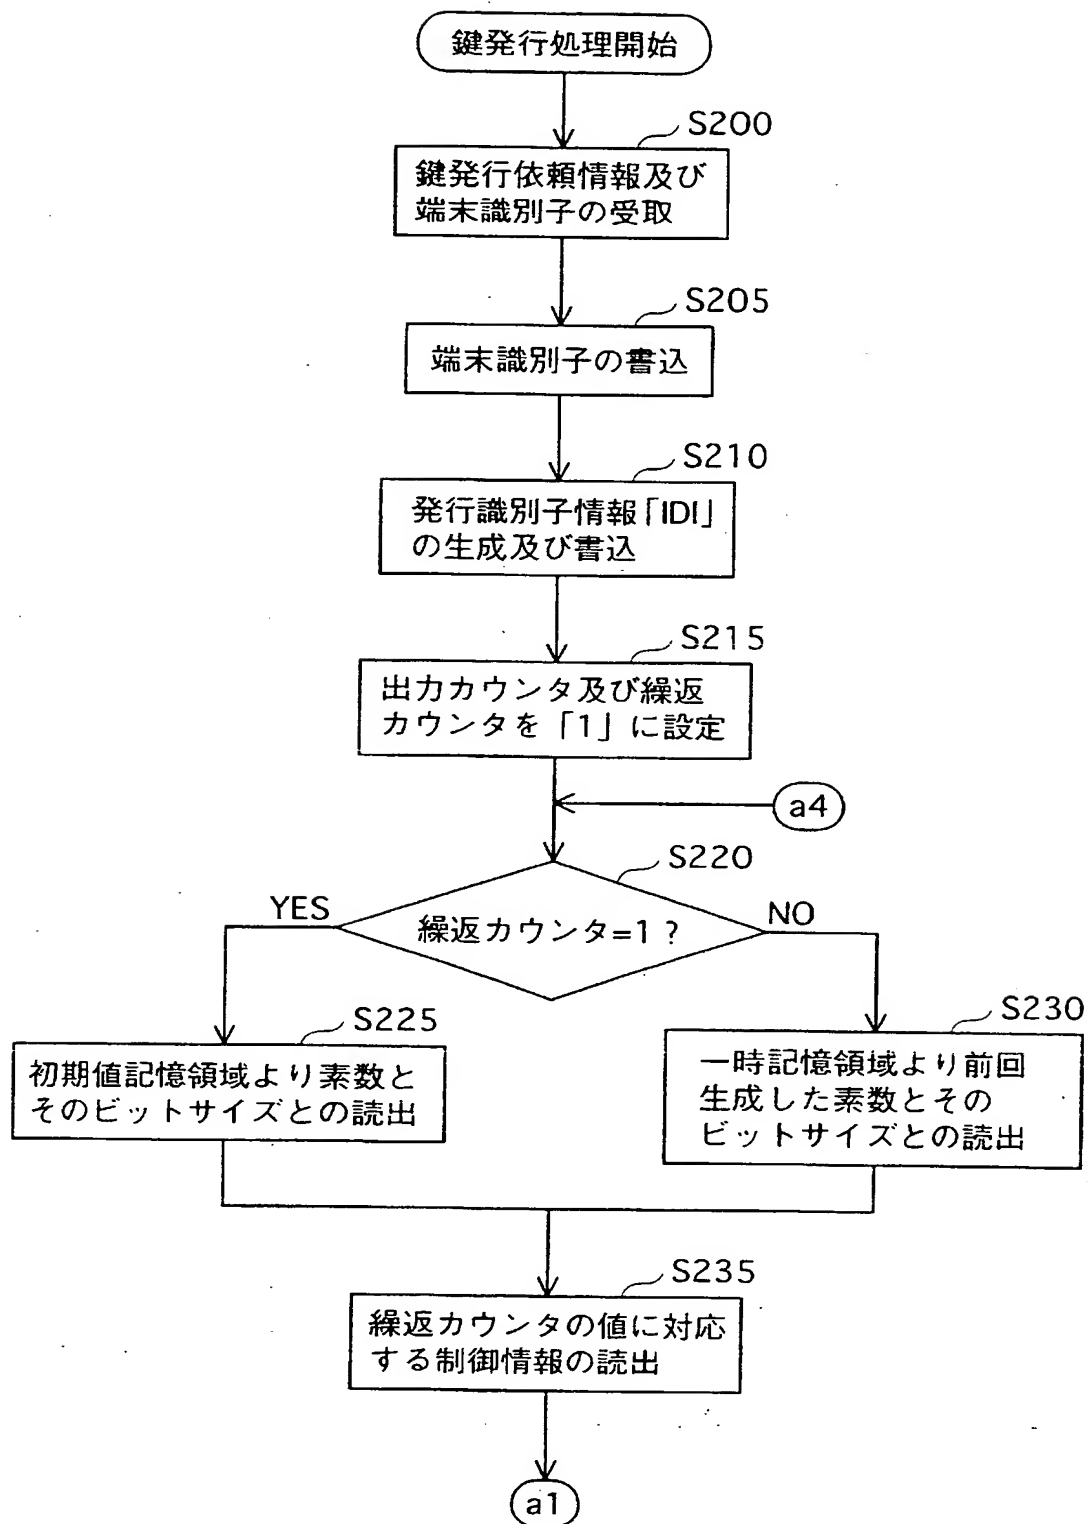 鍵発行処理開始
S200
鍵発行依頼情報及び
端末識別子の受取
S205
端末識別子の書込
S210
発行識別子情報「IDI」
の生成及び書込
S215
出力カウンタ及び繰返
カウンタを「1」に設定
a4
S220
YES
繰返カウンタ=1？
NO
S225
初期値記憶領域より素数と
そのビットサイズとの読出
S230
一時記憶領域より前回
生成した素数とその
ビットサイズとの読出
S235
繰返カウンタの値に対応
する制御情報の読出
a1